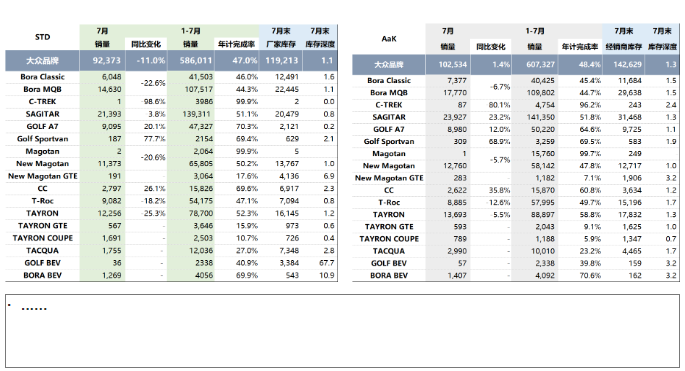 STD 7月 1-7月 7月末 7月末
销量 同比变化 销量 年计完成率 厂家库存 库存深度
大众品牌 92,373 -11.0% 586,011 47.0% 119,213 1.1
Bora Classic 6,048 -22.6% 41,503 46.0% 12,491 1.6
Bora MQB 14,630 107,517 44.3% 22,445 1.1
C-TREK 1 98.6% 3986 99.9% 2 0.0
SAGITAR 21,393 3.8% 139,311 51.1% 20,479 0.8
GOLF A7 9,095 20.1% 47,327 70.3% 2,121 0.2
Golf Sportvan 185 77.7% 2154 69.4% 629 2.1
Magotan 2 -20.6% 2,064 99.9% 5
New Magotan 11,373 65,805 50.2% 13,767 1.0
New Magotan GTE 191 - 3,064 17.6% 4,136 6.9
CC 2,797 26.1% 15,826 69.6% 6,917 2.3
T-Roc 9,082 -18.2% 54,175 47.1% 7,094 0.8
TAYRON 12,256 -25.3% 78,700 52.3% 16,145 1.2
TAYRON GTE 567 - 3,646 15.9% 973 0.6
TAYRON COUPE 1,691 - 2,503 10.7% 726 0.4
TACQUA 1,755 - 12,036 27.0% 7,348 2.8
GOLF BEV 36 - 2338 40.9% 3,384 67.7
BORA BEV 1,269 - 4056 69.9% 543 10.9
AaK 7月 1-7月 7月末 7月末
销量 同比变化 销量 年计完成率 经销商库存 库存深度
大众品牌 102,534 1.4% 607,327 48.4% 142,629 1.3
Bora Classic 7,377 -6.7% 40,425 45.4% 11,684 1.5
Bora MQB 17,770 109,802 44.7% 29,638 1.5
C-TREK 87 80.1% 4,754 96.2% 243 2.4
SAGITAR 23,927 23.2% 141,350 51.8% 31,468 1.3
GOLF A7 8,980 12.0% 50,220 64.6% 9,725 1.1
Golf Sportvan 309 68.9% 3,259 69.5% 583 1.9
Magotan 1 -5.7% 15,760 99.7% 249
New Magotan 12,760 58,142 47.8% 12,717 1.0
New Magotan GTE 283 - 1,182 7.1% 1,906 3.2
CC 2,622 35.8% 15,870 60.8% 3,634 1.2
T-Roc 8,885 -12.6% 57,995 49.7% 15,196 1.7
TAYRON 13,693 -5.5% 88,897 58.8% 17,832 1.3
TAYRON GTE 593 - 2,043 9.1% 1,625 1.0
TAYRON COUPE 789 - 1,188 5.9% 1,347 0.7
TACQUA 2,990 - 10,010 23.2% 4,465 1.7
GOLF BEV 57 - 2,338 39.8% 159 3.2
BORA BEV 1,407 - 4,092 70.6% 162 3.2
• ......